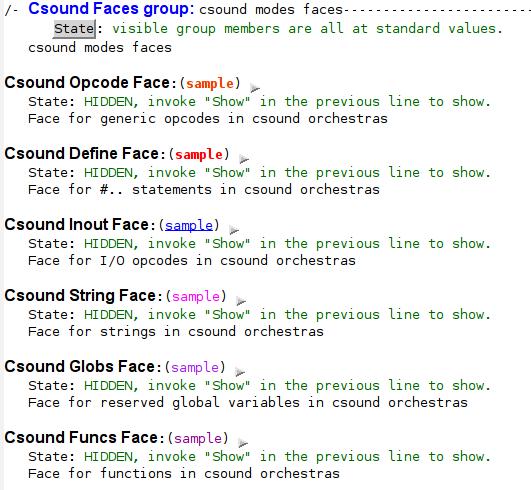 /- Csound Faces group: csound modes faces------------------------
State: visible group members are all at standard values.
csound modes faces
Csound Opcode Face: (sample)
State: HIDDEN, invoke "Show" in the previous line to show.
Face for generic opcodes in csound orchestras
Csound Define Face: (sample)
State: HIDDEN, invoke "Show" in the previous line to show.
Face for #.. statements in csound orchestras
Csound Inout Face: (sample)
State: HIDDEN, invoke "Show" in the previous line to show.
Face for I/O opcodes in csound orchestras
Csound String Face: (sample)
State: HIDDEN, invoke "Show" in the previous line to show.
Face for strings in csound orchestras
Csound Globs Face: (sample)
State: HIDDEN, invoke "Show" in the previous line to show.
Face for reserved global variables in csound orchestras
Csound Funcs Face: (sample)
State: HIDDEN, invoke "Show" in the previous line to show.
Face for functions in csound orchestras